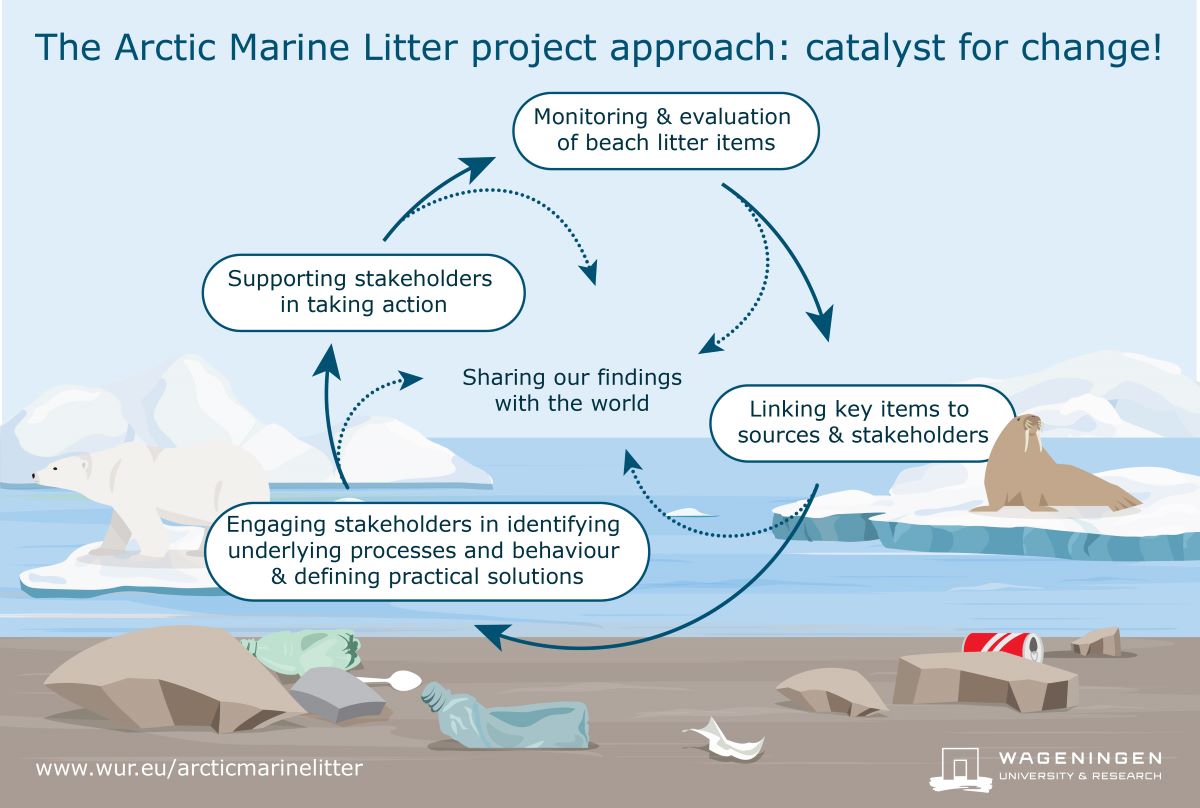 The Arctic Marine Litter project approach: catalyst for change!
Monitoring & evaluation
of beach litter items
Supporting stakeholders
in taking action
Sharing our findings
with the world
Linking key items to
sources & stakeholders
Engaging stakeholders in identifying
underlying processes and behaviour
& defining practical solutions
www.wur.eu/arcticmarinelitter
WAGENINGEN
UNIVERSITY & RESEARCH